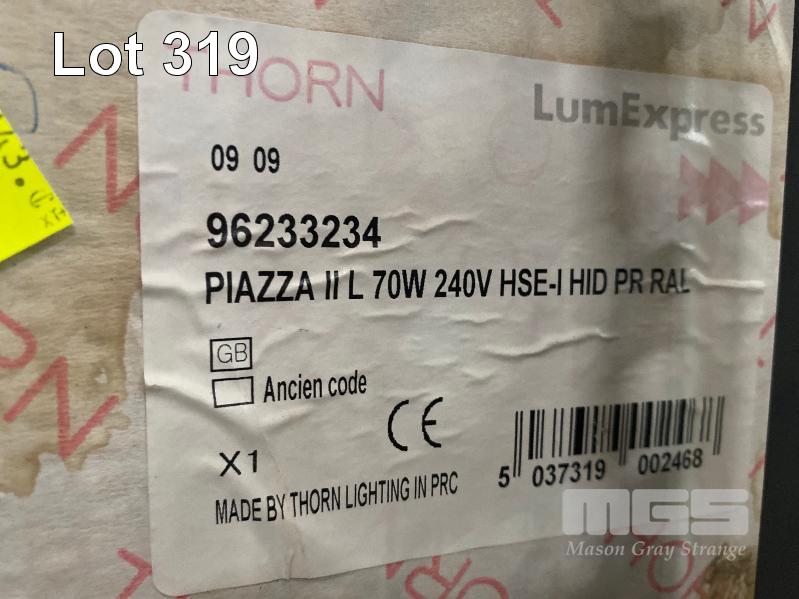 Lot 319
THORN
LumExpress
09 09
96233234
PIAZZA II L 70W 240V HSE-I HID PR RAL
GB
Ancien code
CE
X1
MADE BY THORN LIGHTING IN PRC
5 037319 002468
MGS
Mason Gray Strange